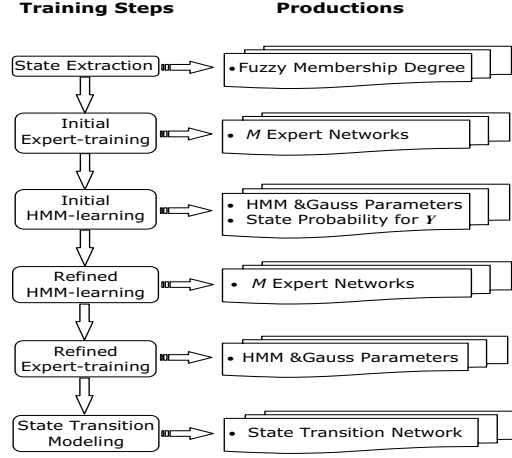 Training Steps Productions
State Extraction
• Fuzzy Membership Degree
Initial
Expert-training
• M Expert Networks
Initial
HMM-learning
• HMM &Gauss Parameters
• State Probability for Y
Refined
HMM-learning
• M Expert Networks
Refined
Expert-training
• HMM &Gauss Parameters
State Transition
Modeling
• State Transition Network